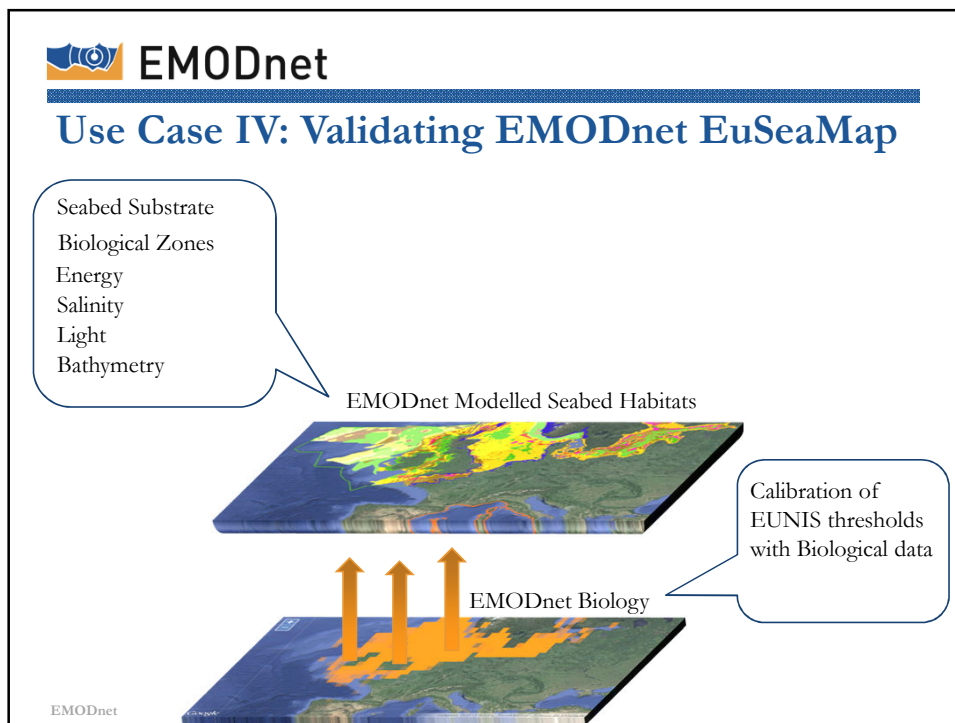 EMODnet
Use Case IV: Validating EMODnet EuSeaMap
Seabed Substrate
Biological Zones
Energy
Salinity
Light
Bathymetry
EMODnet Modelled Seabed Habitats
Calibration of
EUNIS thresholds
with Biological data
EMODnet Biology
Google
EMODnet